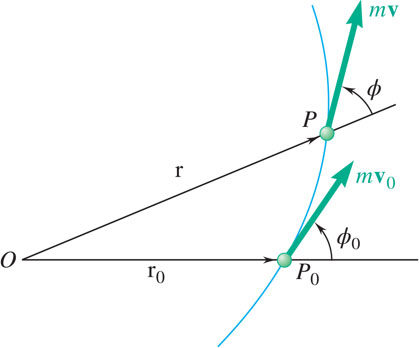 mv
ϕ
P
r
mv₀
ϕ₀
O
r₀
P₀